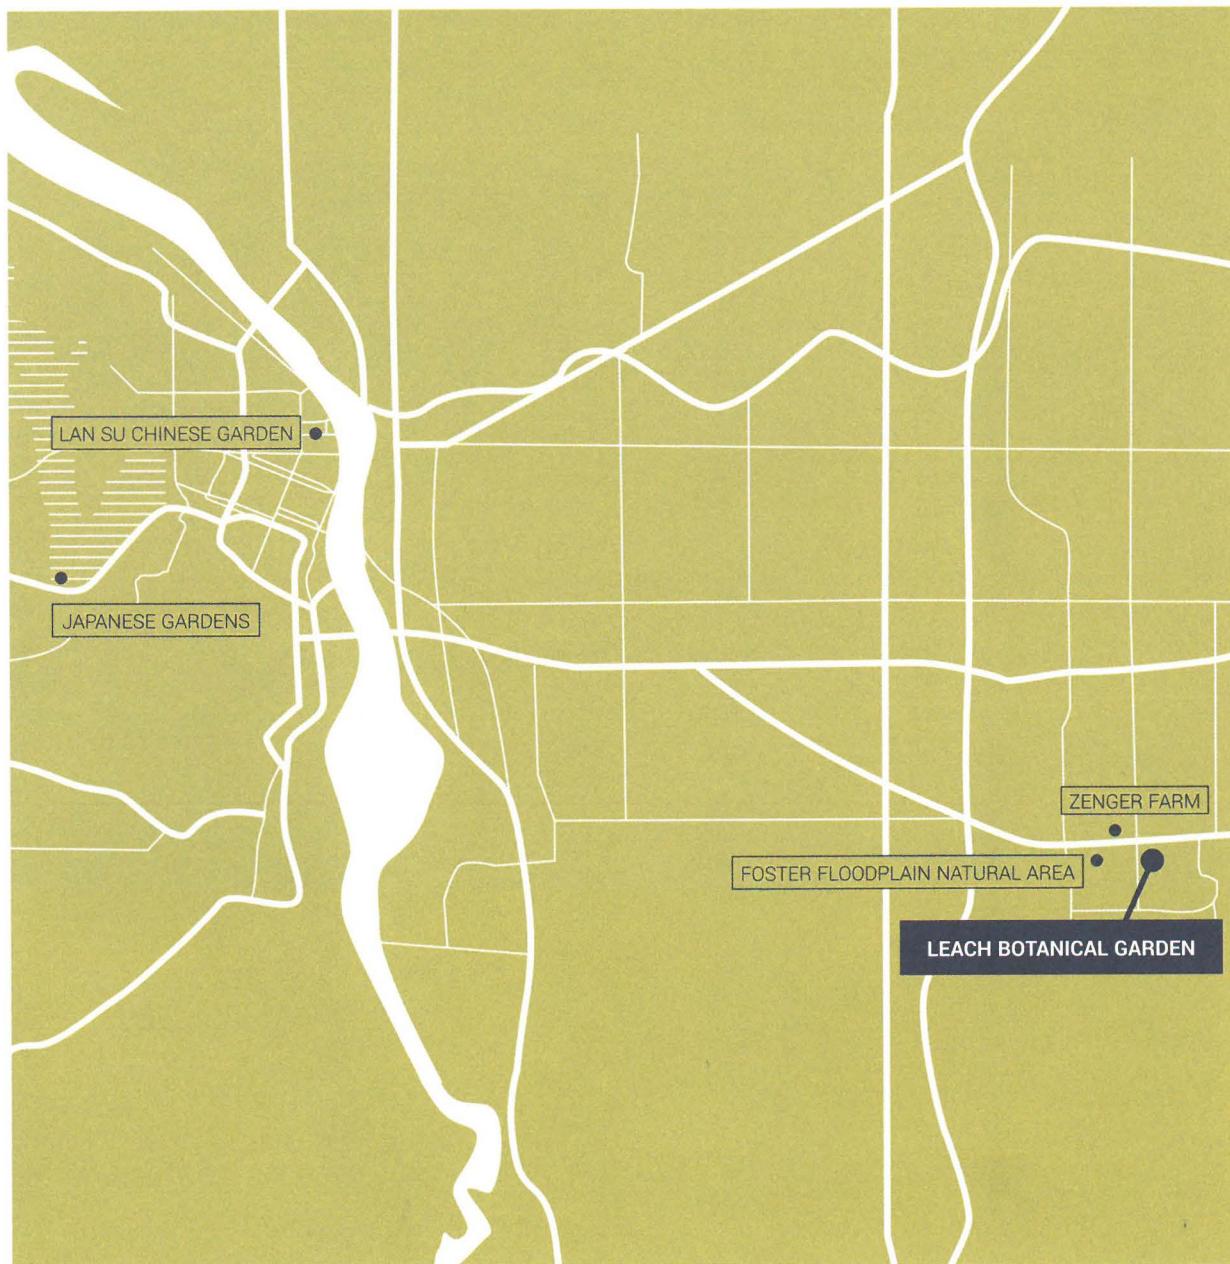 LAN SU CHINESE GARDEN
JAPANESE GARDENS
ZENGER FARM
FOSTER FLOODPLAIN NATURAL AREA
LEACH BOTANICAL GARDEN